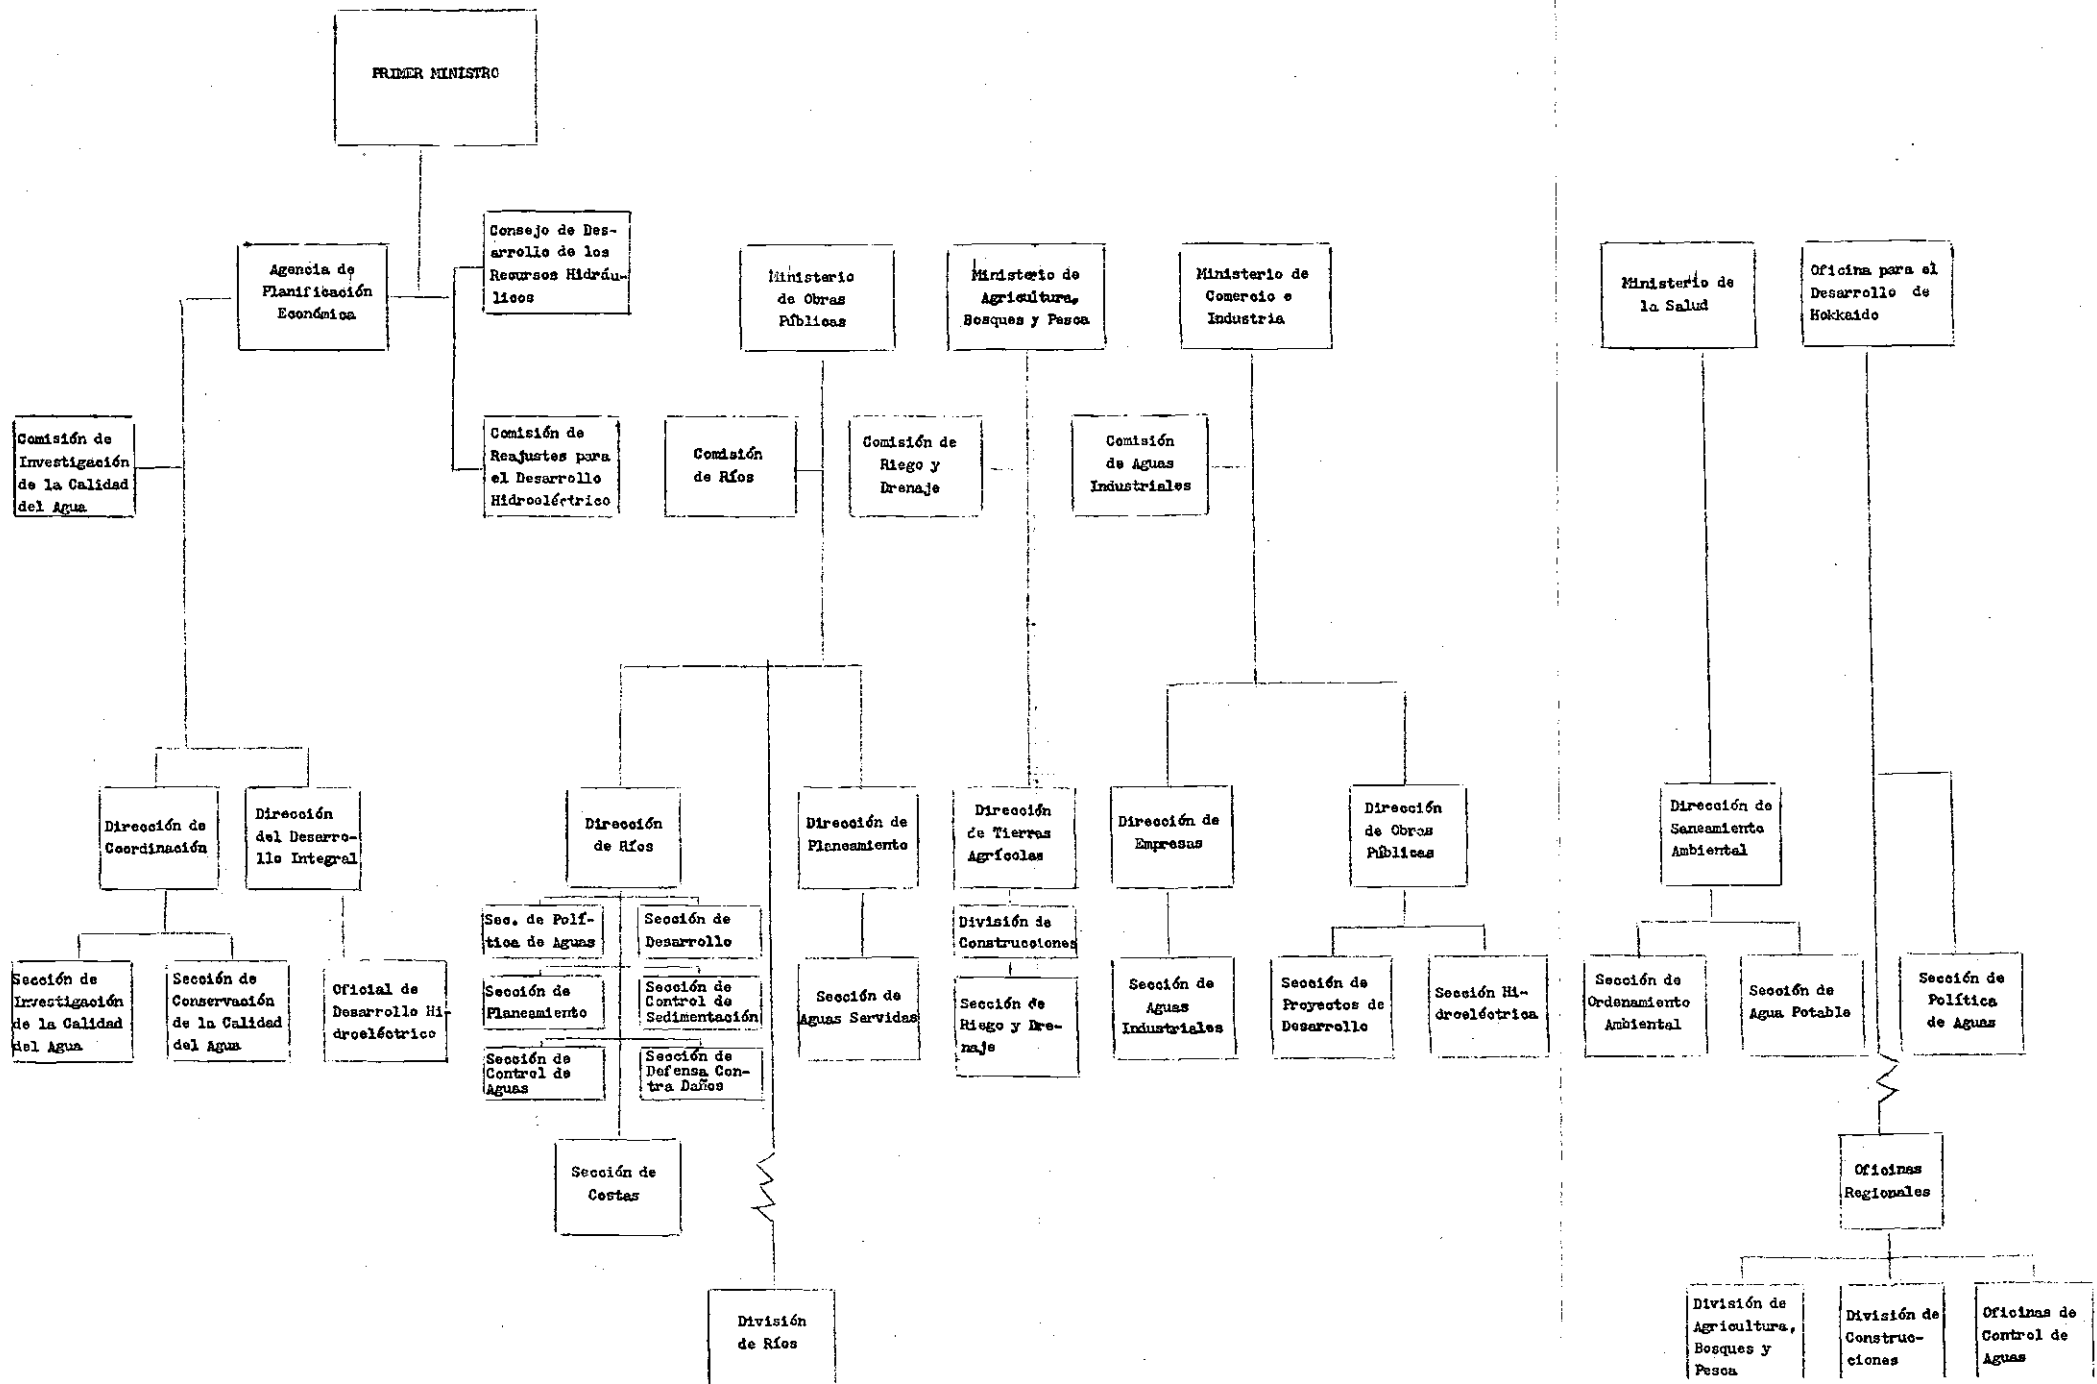 PRIMER MINISTRO
Agencia de
Planificación
Económica
Consejo de Des-
arrollo de los
Recursos Hidráu-
licos
Ministerio
de Obras
Públicas
Ministerio de
Agricultura,
Bosques y Pesca
Ministerio de
Comercio e
Industria
Ministerio de
la Salud
Oficina para el
Desarrollo de
Hokkaido
Comisión de
Investigación
de la Calidad
del Agua
Comisión de
Reajustes para
el Desarrollo
Hidroeléctrico
Comisión
de Ríos
Comisión de
Riego y
Drenaje
Comisión
de Aguas
Industriales
Dirección de
Coordinación
Dirección
del Desarro-
llo Integral
Dirección
de Ríos
Dirección de
Planeamiento
Dirección
de Tierras
Agrícolas
Dirección de
Empresas
Dirección
de Obras
Públicas
Dirección de
Saneamiento
Ambiental
Sec. de Polí-
tica de Aguas
Sección de
Desarrollo
División de
Construcciones
Sección de
Investigación
de la Calidad
del Agua
Sección de
Conservación
de la Calidad
del Agua
Oficial de
Desarrollo Hi-
droeléctrico
Sección de
Planeamiento
Sección de
Control de
Sedimentación
Sección de
Aguas Servidas
Sección de
Riego y Dre-
naje
Sección de
Aguas
Industriales
Sección de
Proyectos de
Desarrollo
Sección Hi-
droeléctrica
Sección de
Ordenamiento
Ambiental
Sección de
Agua Potable
Sección de
Política
de Aguas
Sección de
Control de
Aguas
Sección de
Defensa Con-
tra Daños
Sección de
Costas
Oficinas
Regionales
División
de Ríos
División de
Agricultura,
Bosques y
Pesca
División de
Construc-
ciones
Oficinas de
Control de
Aguas